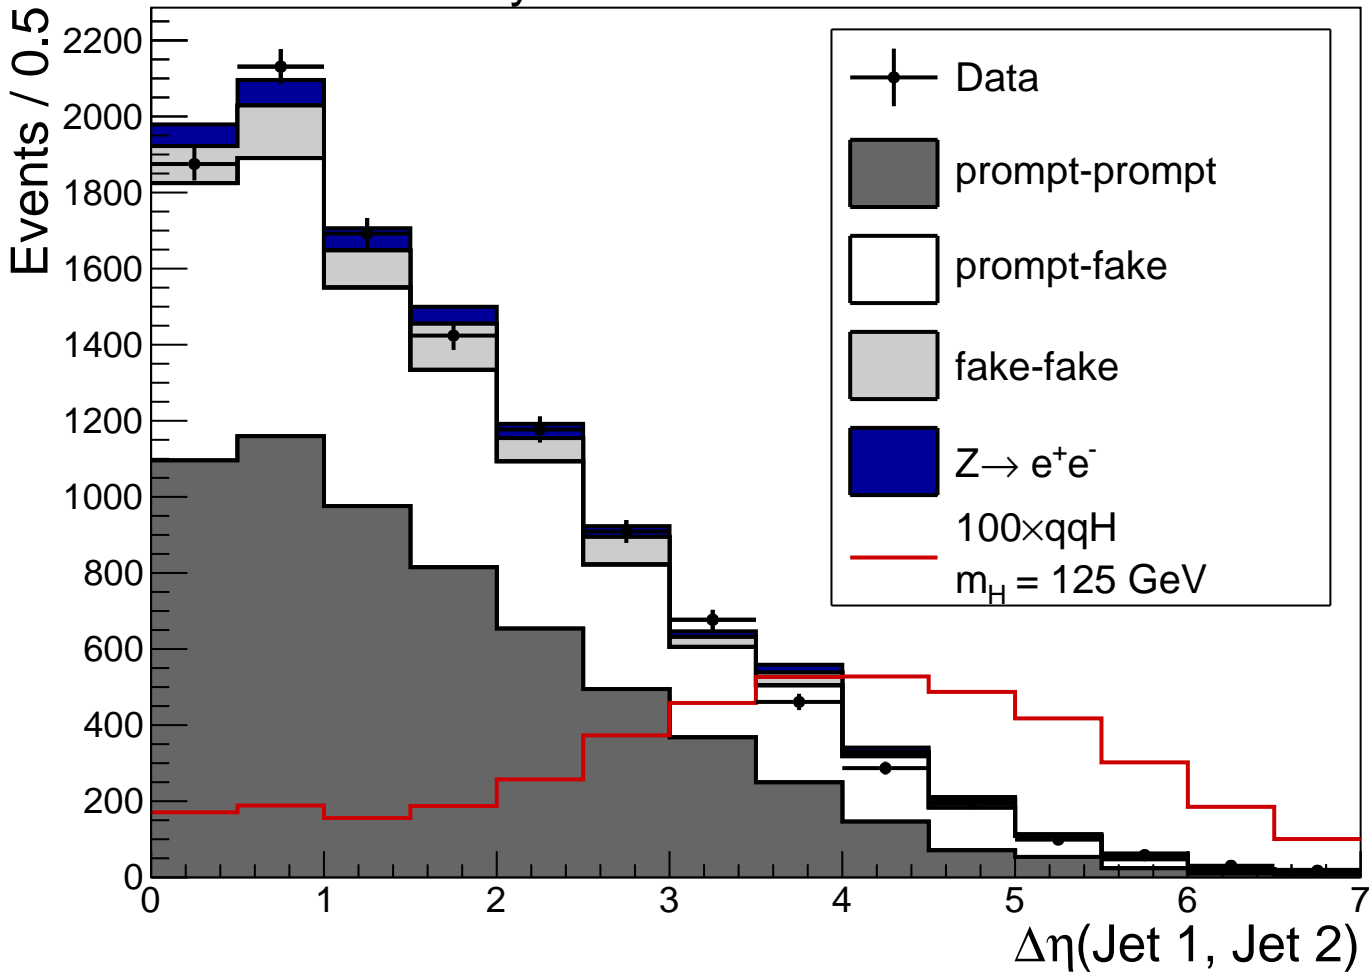 Events / 0.5
2200
2000
1800
1600
1400
1200
1000
800
600
400
200
0
Data
prompt-prompt
prompt-fake
fake-fake
Z→ e⁺e⁻
100×qqH
m_H = 125 GeV
0 1 2 3 4 5 6 7
Δη(Jet 1, Jet 2)